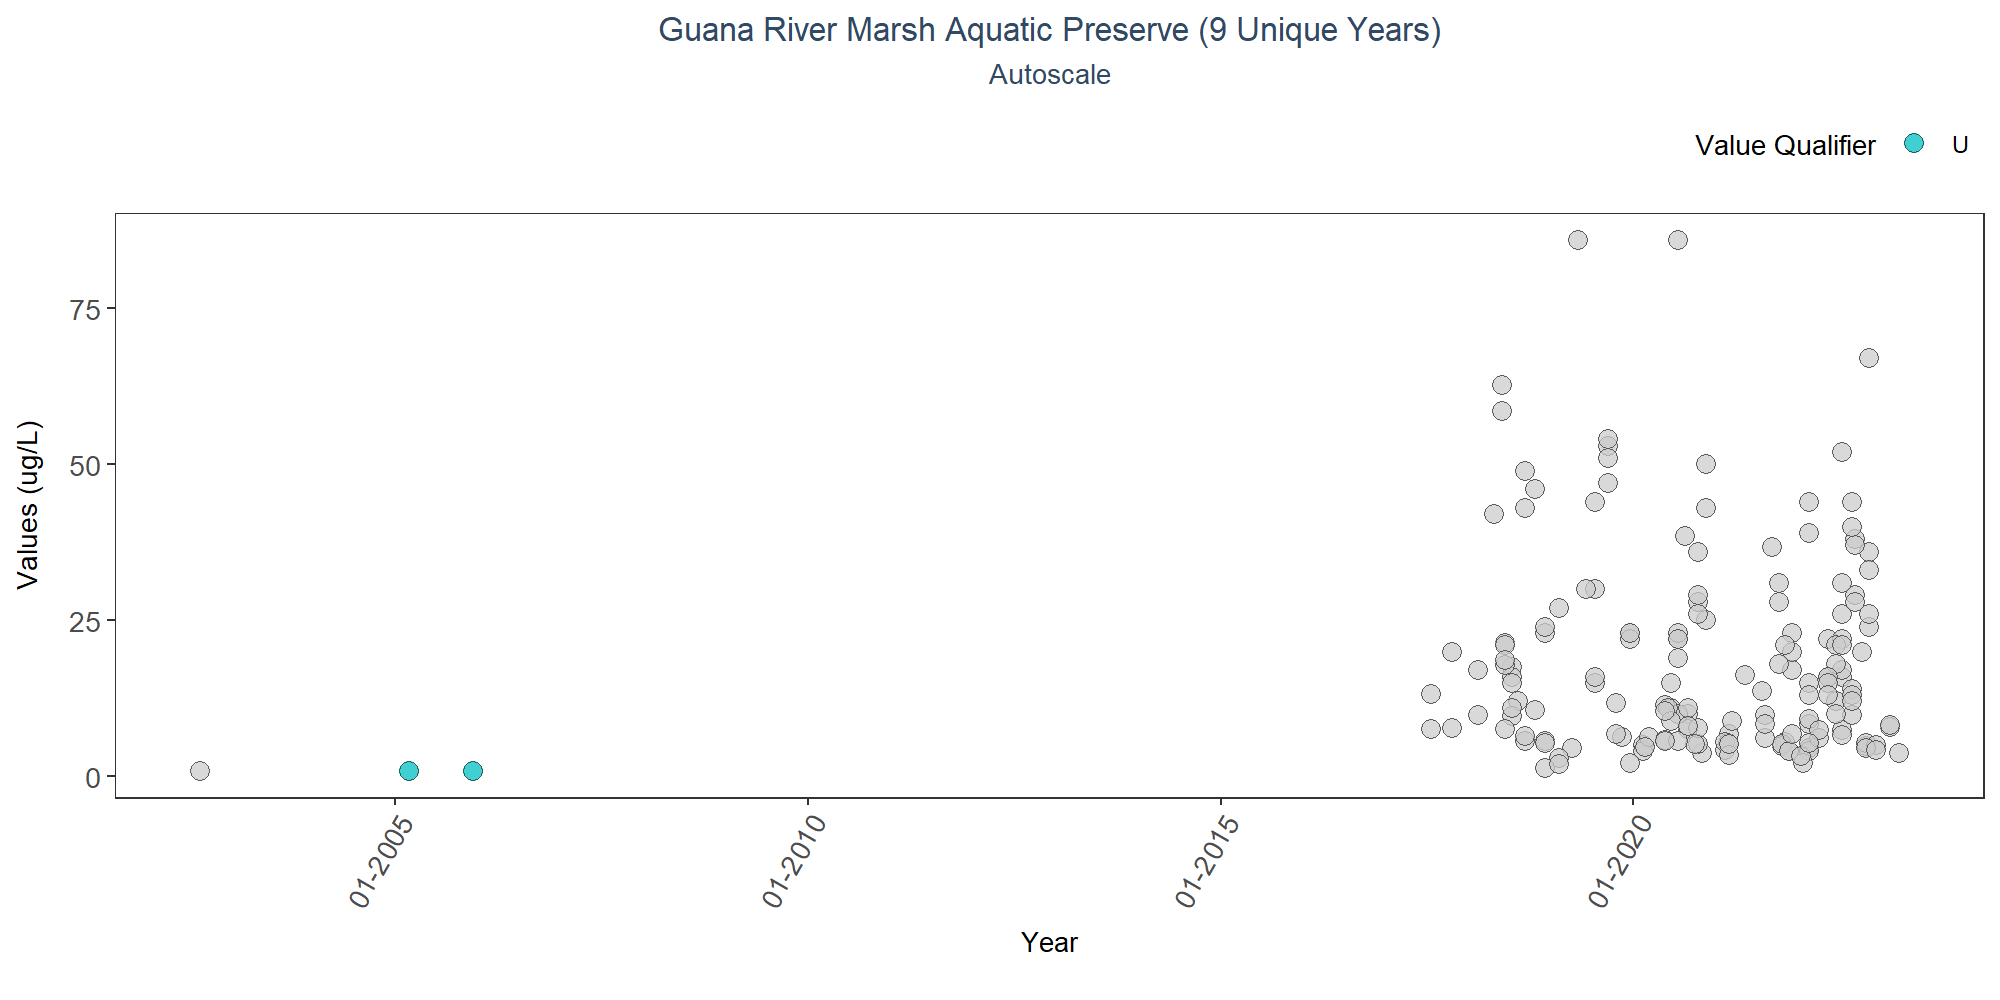 Guana River Marsh Aquatic Preserve (9 Unique Years)
Autoscale
Value Qualifier U
Values (ug/L)
75
50
25
0
01-2005 01-2010 01-2015 01-2020
Year